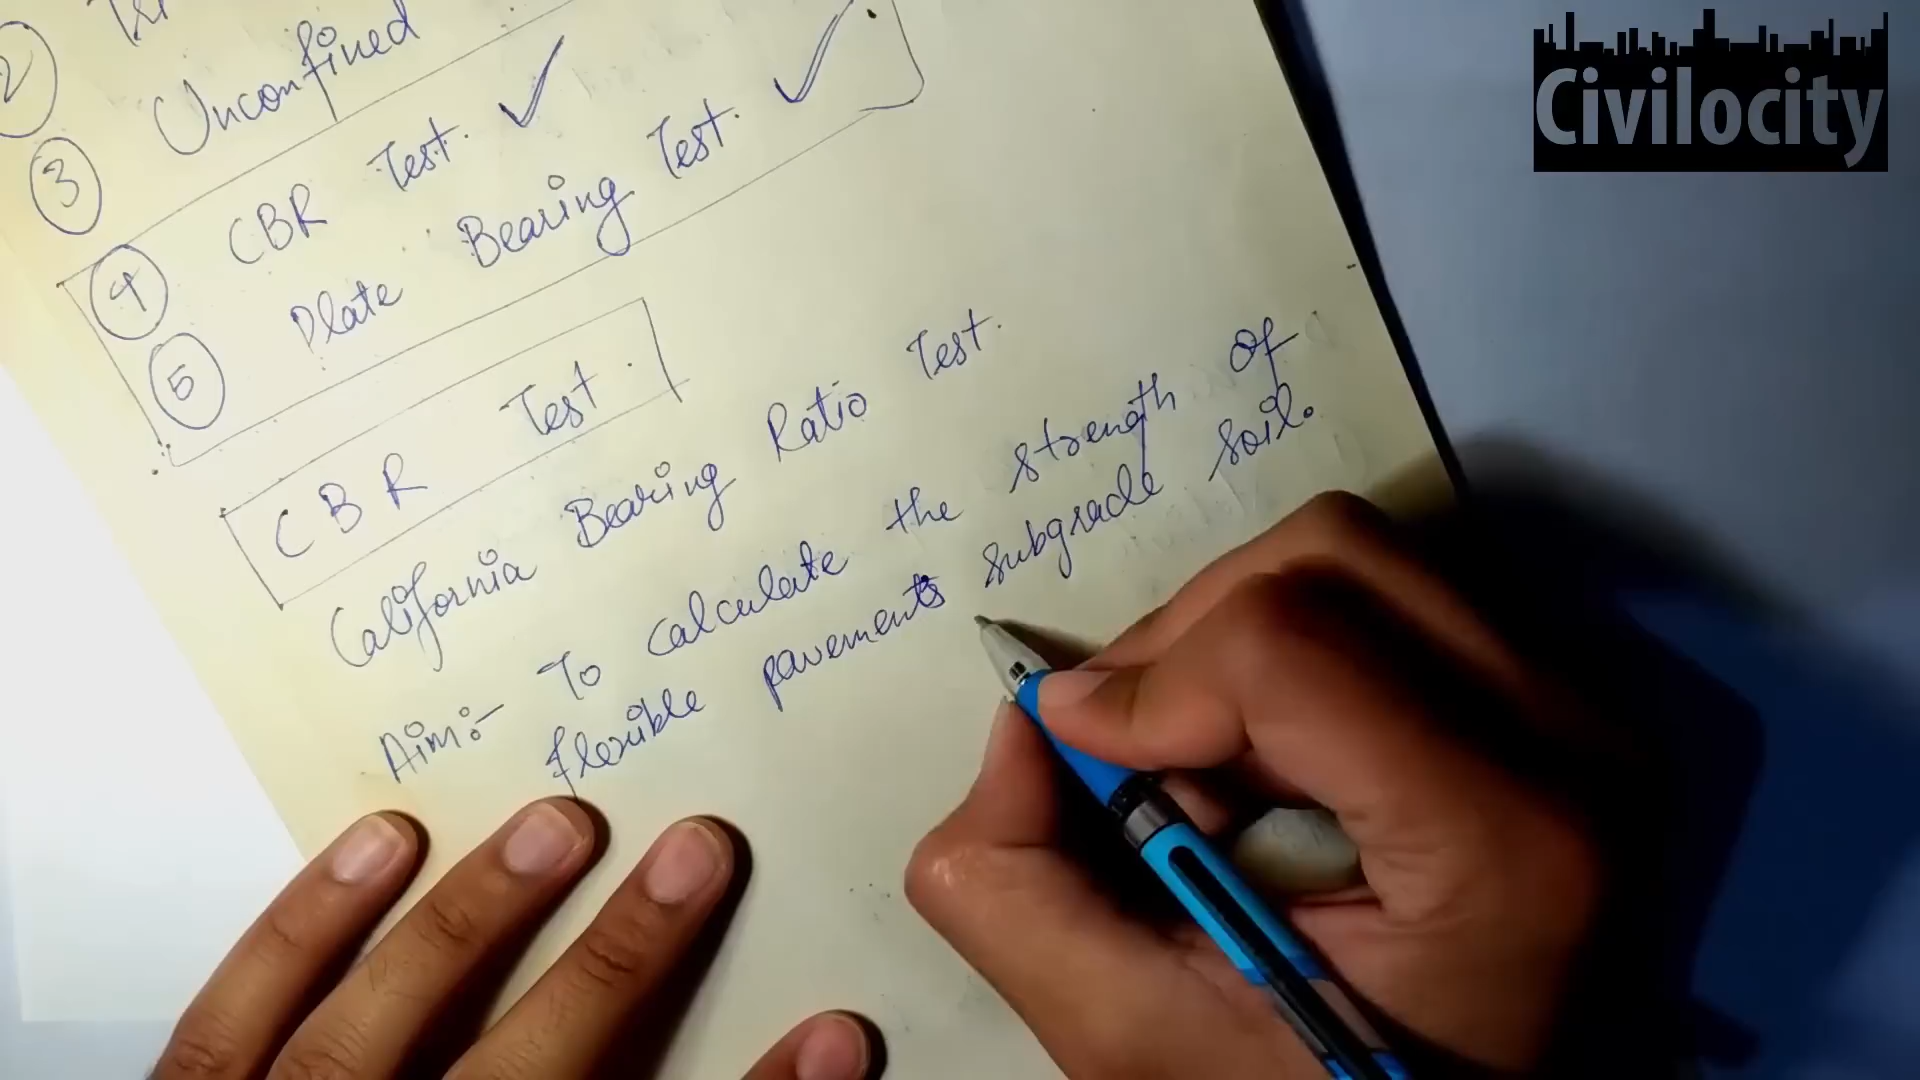 2
3 Unconfined
4 CBR Test. ✓
5 Plate Bearing Test. ✓
CBR Test.
California Bearing Ratio Test.
Aim:- To calculate the strength of
flexible pavements subgrade soil.
Civilocity